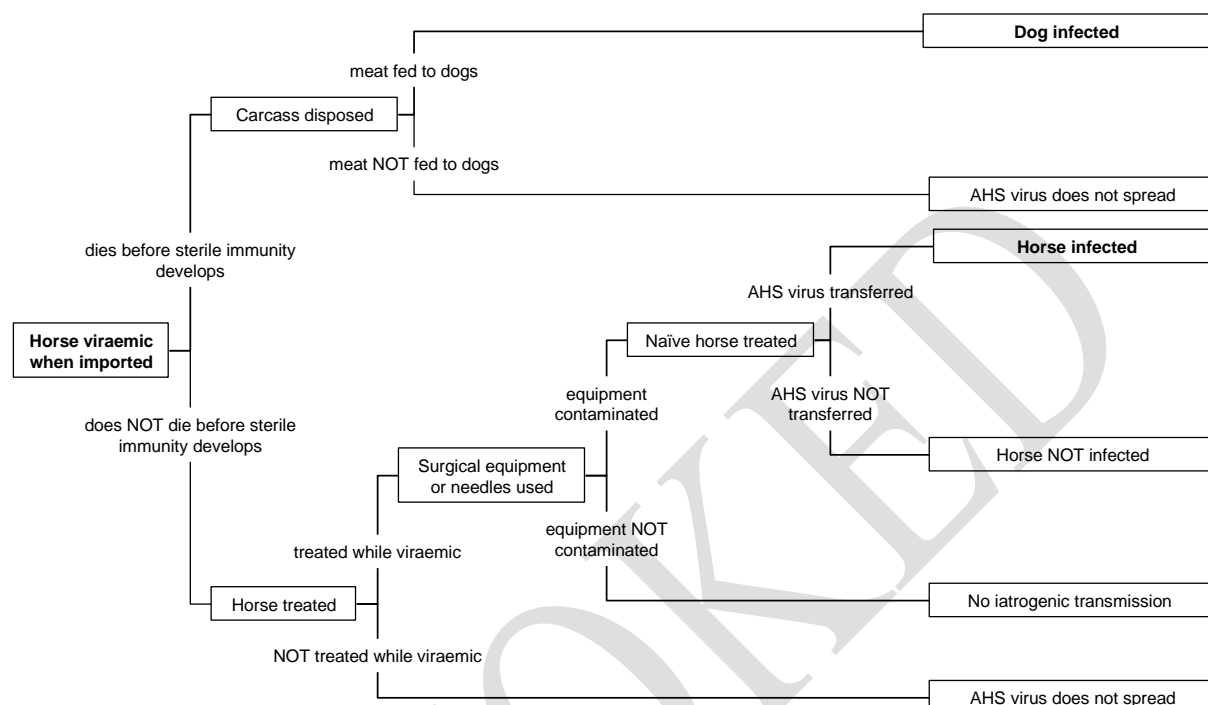 Dog infected
meat fed to dogs
Carcass disposed
meat NOT fed to dogs
AHS virus does not spread
dies before sterile immunity
develops
Horse infected
AHS virus transferred
Horse viraemic
when imported
Naïve horse treated
equipment
contaminated
AHS virus NOT
transferred
does NOT die before sterile
immunity develops
Surgical equipment
or needles used
Horse NOT infected
equipment NOT
contaminated
treated while viraemic
Horse treated
No iatrogenic transmission
NOT treated while viraemic
AHS virus does not spread
OKED